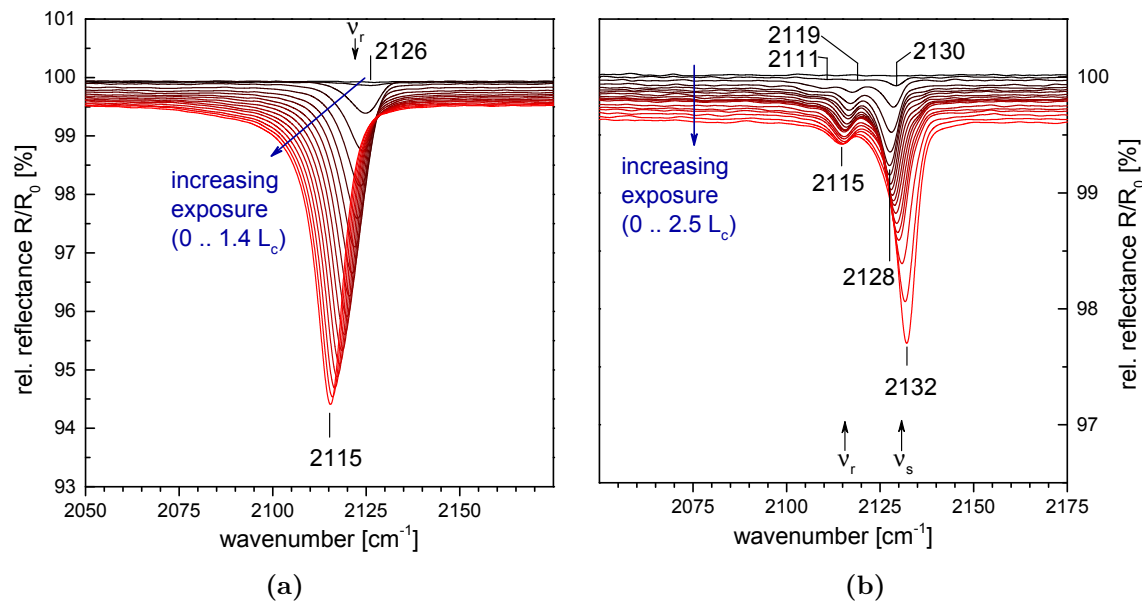 101
100
99
98
97
96
95
94
93
rel. reflectance R/R0 [%]
νr
2126
increasing
exposure
(0 .. 1.4 Lc)
2115
2050 2075 2100 2125 2150
wavenumber [cm-1]
(a)
2119
2111
2130
increasing
exposure
(0 .. 2.5 Lc)
2115
2128
2132
νr
νs
100
99
98
97
rel. reflectance R/R0 [%]
2075 2100 2125 2150 2175
wavenumber [cm-1]
(b)